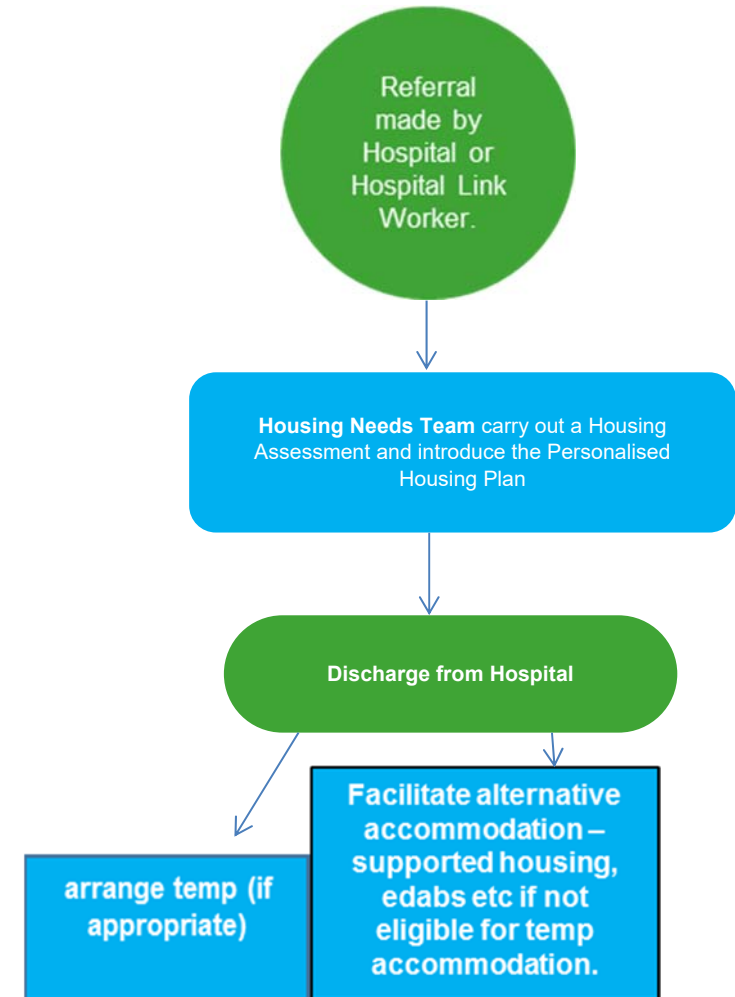 Referral
made by
Hospital or
Hospital Link
Worker.
Housing Needs Team carry out a Housing
Assessment and introduce the Personalised
Housing Plan
Discharge from Hospital
arrange temp (if
appropriate)
Facilitate alternative
accommodation –
supported housing,
edabs etc if not
eligible for temp
accommodation.